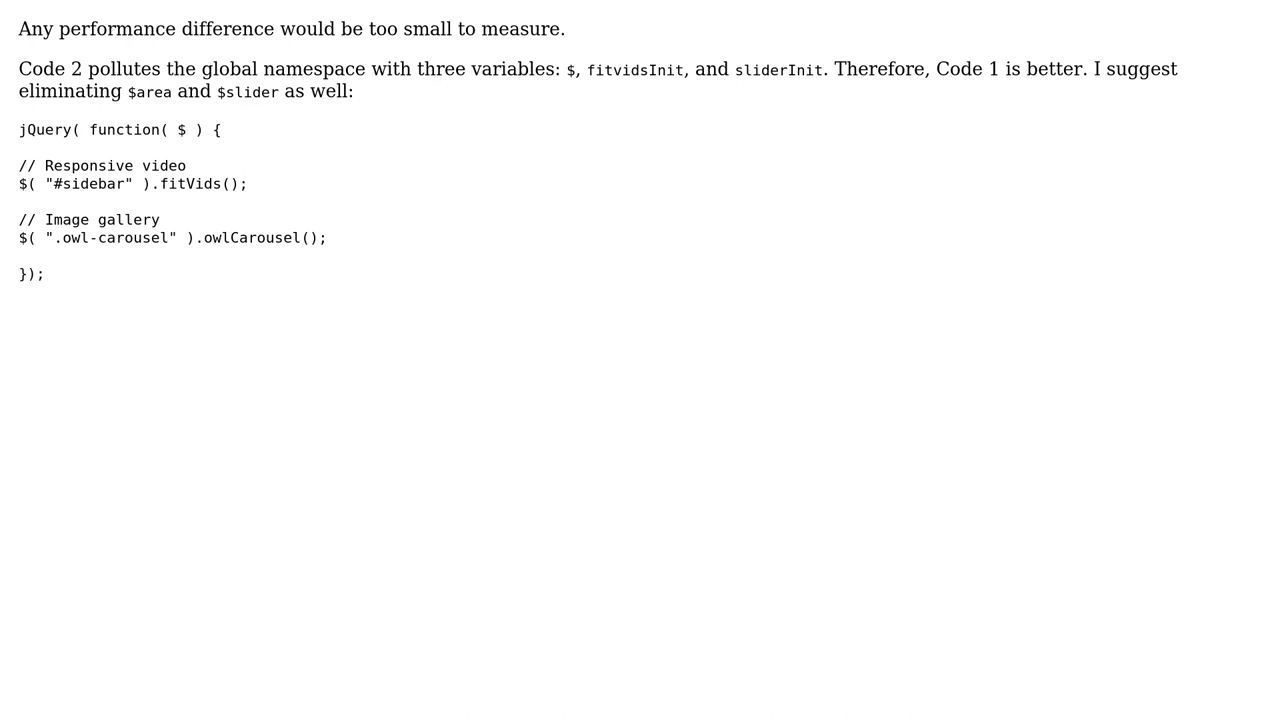 Any performance difference would be too small to measure.
Code 2 pollutes the global namespace with three variables: $, fitvidsInit, and sliderInit. Therefore, Code 1 is better. I suggest
eliminating $area and $slider as well:
jQuery( function( $ ) {
// Responsive video
$( "#sidebar" ).fitVids();
// Image gallery
$( ".owl-carousel" ).owlCarousel();
});